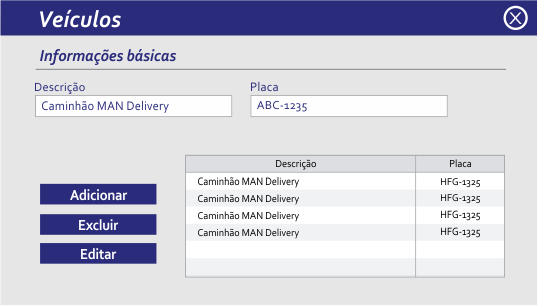 Veículos
Informações básicas
Descrição Placa
Caminhão MAN Delivery ABC-1235
Descrição Placa
Caminhão MAN Delivery HFG-1325
Caminhão MAN Delivery HFG-1325
Caminhão MAN Delivery HFG-1325
Caminhão MAN Delivery HFG-1325
Adicionar
Excluir
Editar